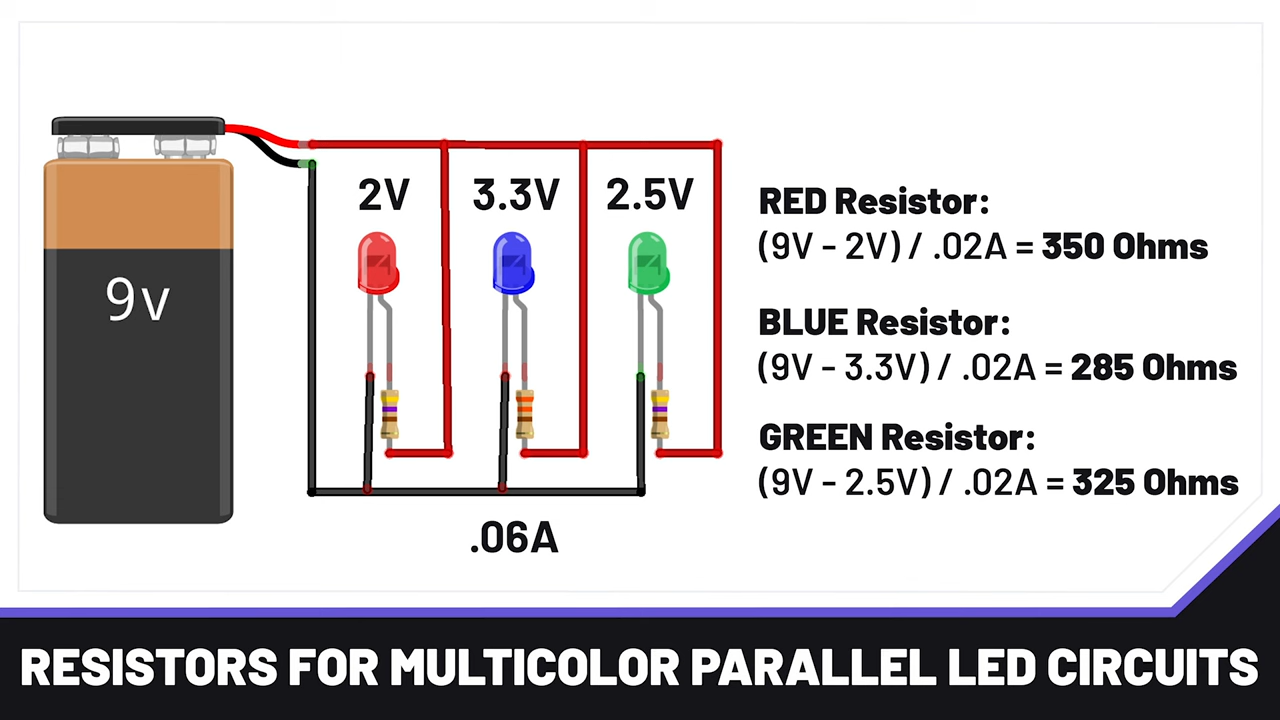 9v
2V 3.3V 2.5V
.06A
RED Resistor:
(9V - 2V) / .02A = 350 Ohms
BLUE Resistor:
(9V - 3.3V) / .02A = 285 Ohms
GREEN Resistor:
(9V - 2.5V) / .02A = 325 Ohms
RESISTORS FOR MULTICOLOR PARALLEL LED CIRCUITS